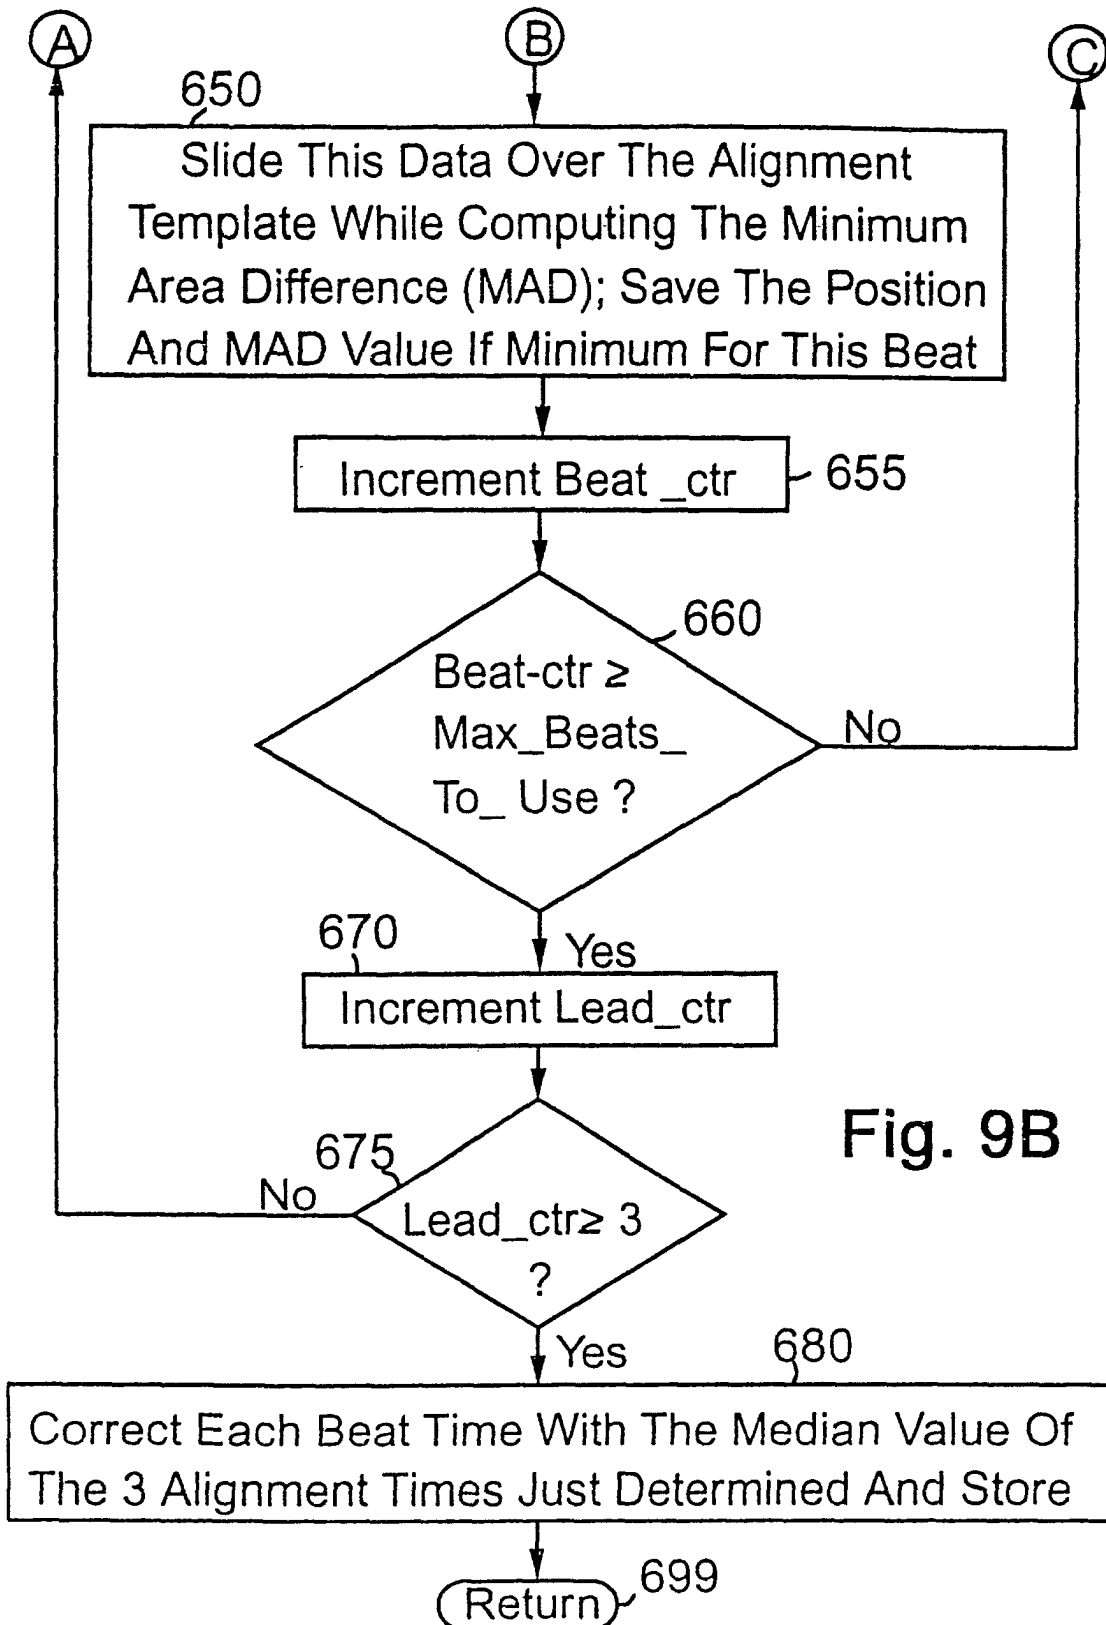 A
B
C
650
Slide This Data Over The Alignment
Template While Computing The Minimum
Area Difference (MAD); Save The Position
And MAD Value If Minimum For This Beat
Increment Beat _ctr
655
660
Beat-ctr ≥
Max_Beats_
To_ Use ?
No
Yes
670
Increment Lead_ctr
Fig. 9B
675
No
Lead_ctr≥ 3
?
Yes
680
Correct Each Beat Time With The Median Value Of
The 3 Alignment Times Just Determined And Store
Return
699